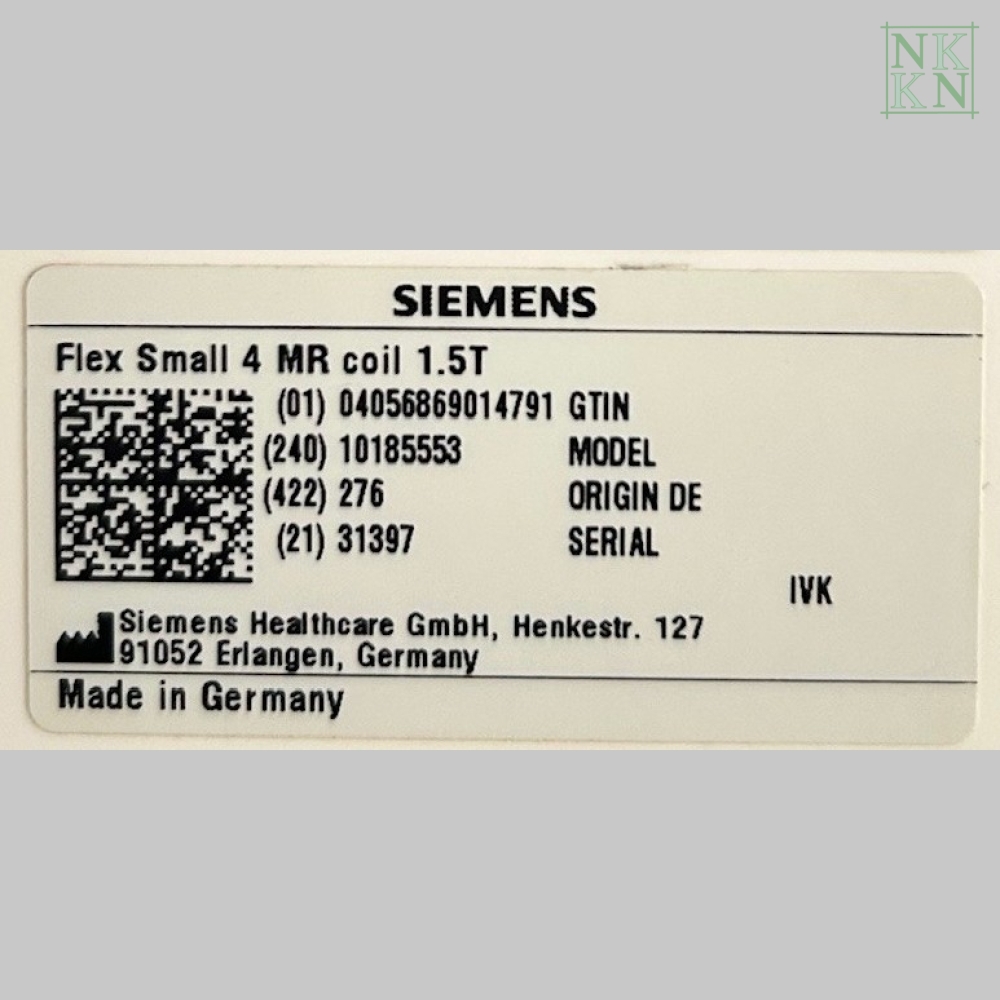 NK
KN
SIEMENS
Flex Small 4 MR coil 1.5T
(01) 04056869014791 GTIN
(240) 10185553 MODEL
(422) 276 ORIGIN DE
(21) 31397 SERIAL
IVK
Siemens Healthcare GmbH, Henkestr. 127
91052 Erlangen, Germany
Made in Germany